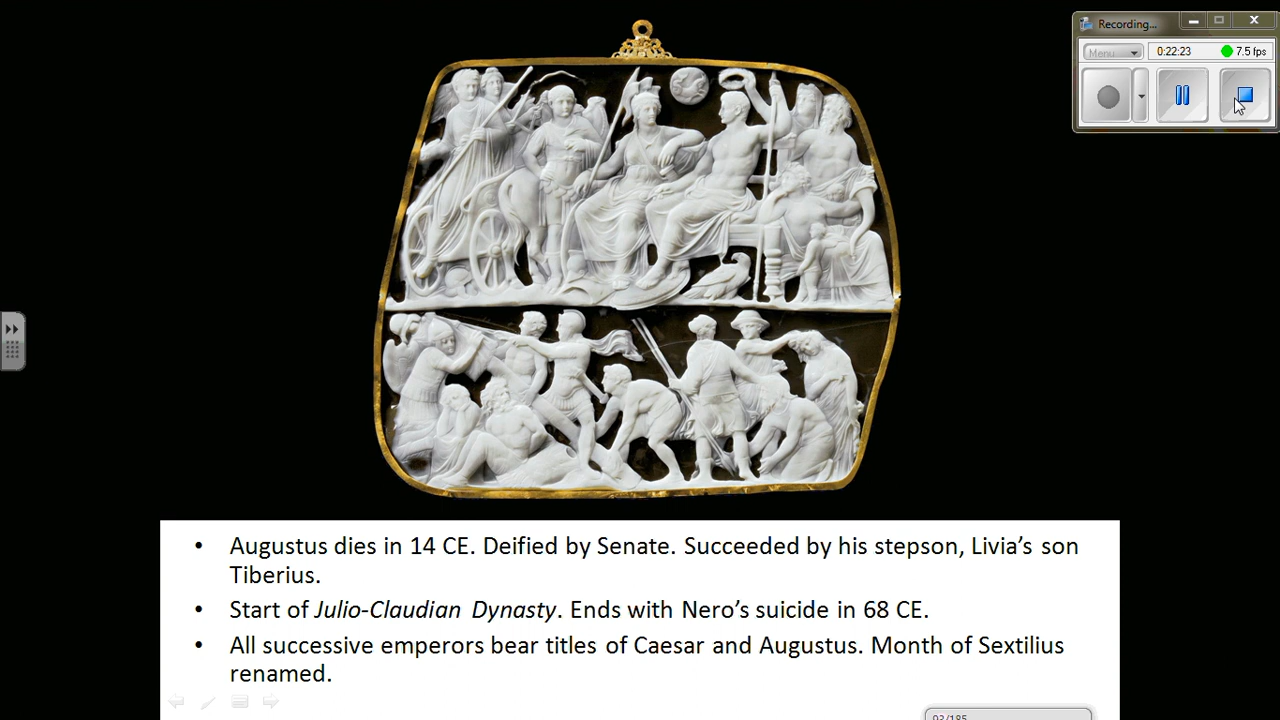 Recording...
Menu
0:22:23
7.5 fps
• Augustus dies in 14 CE. Deified by Senate. Succeeded by his stepson, Livia's son
Tiberius.
• Start of Julio-Claudian Dynasty. Ends with Nero's suicide in 68 CE.
• All successive emperors bear titles of Caesar and Augustus. Month of Sextilius
renamed.